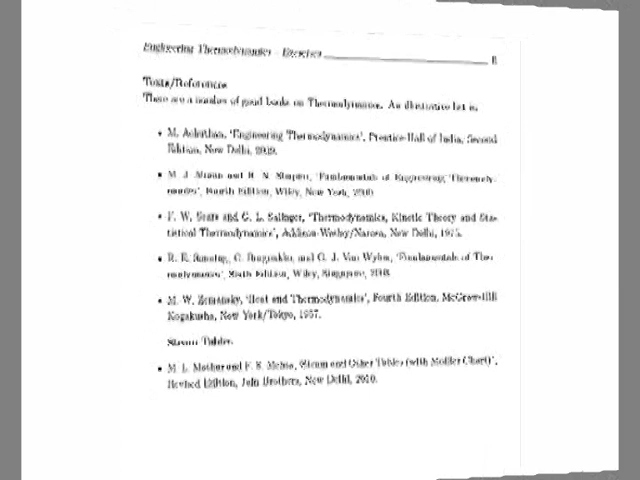 Engineering Thermodynamics – Exercises
Texts/References
There are a number of good books on Thermodynamics. An illustrative list is,
• M. 'Engineering Thermodynamics', Prentice-Hall of India, Second
Edition, New Delhi, 2009.
• M. J. Moran and H. N. Shapiro, 'Fundamentals of Engineering Thermody-
namics', Fourth Edition, Wiley, New York,
• F. W. Sears and G. L. Salinger, 'Thermodynamics, Kinetic Theory and Sta-
tistical Thermodynamics', Addison-Wesley/Narosa, New Delhi,
• R. E. Sonntag, C. Borgnakke, and G. J. Van Wylen, 'Fundamentals of Ther-
modynamics', Sixth Edition, Wiley, Singapore,
• M. W. Zemansky, 'Heat and Thermodynamics', Fourth Edition, McGraw-Hill
Kogakusha, New York/Tokyo, 1957.
Steam Tables.
• M. L. Mathur and F. S. Mehta, 'Steam and Other Tables (with Mollier Chart)',
Revised Edition, Jain Brothers, New Delhi, 2010.